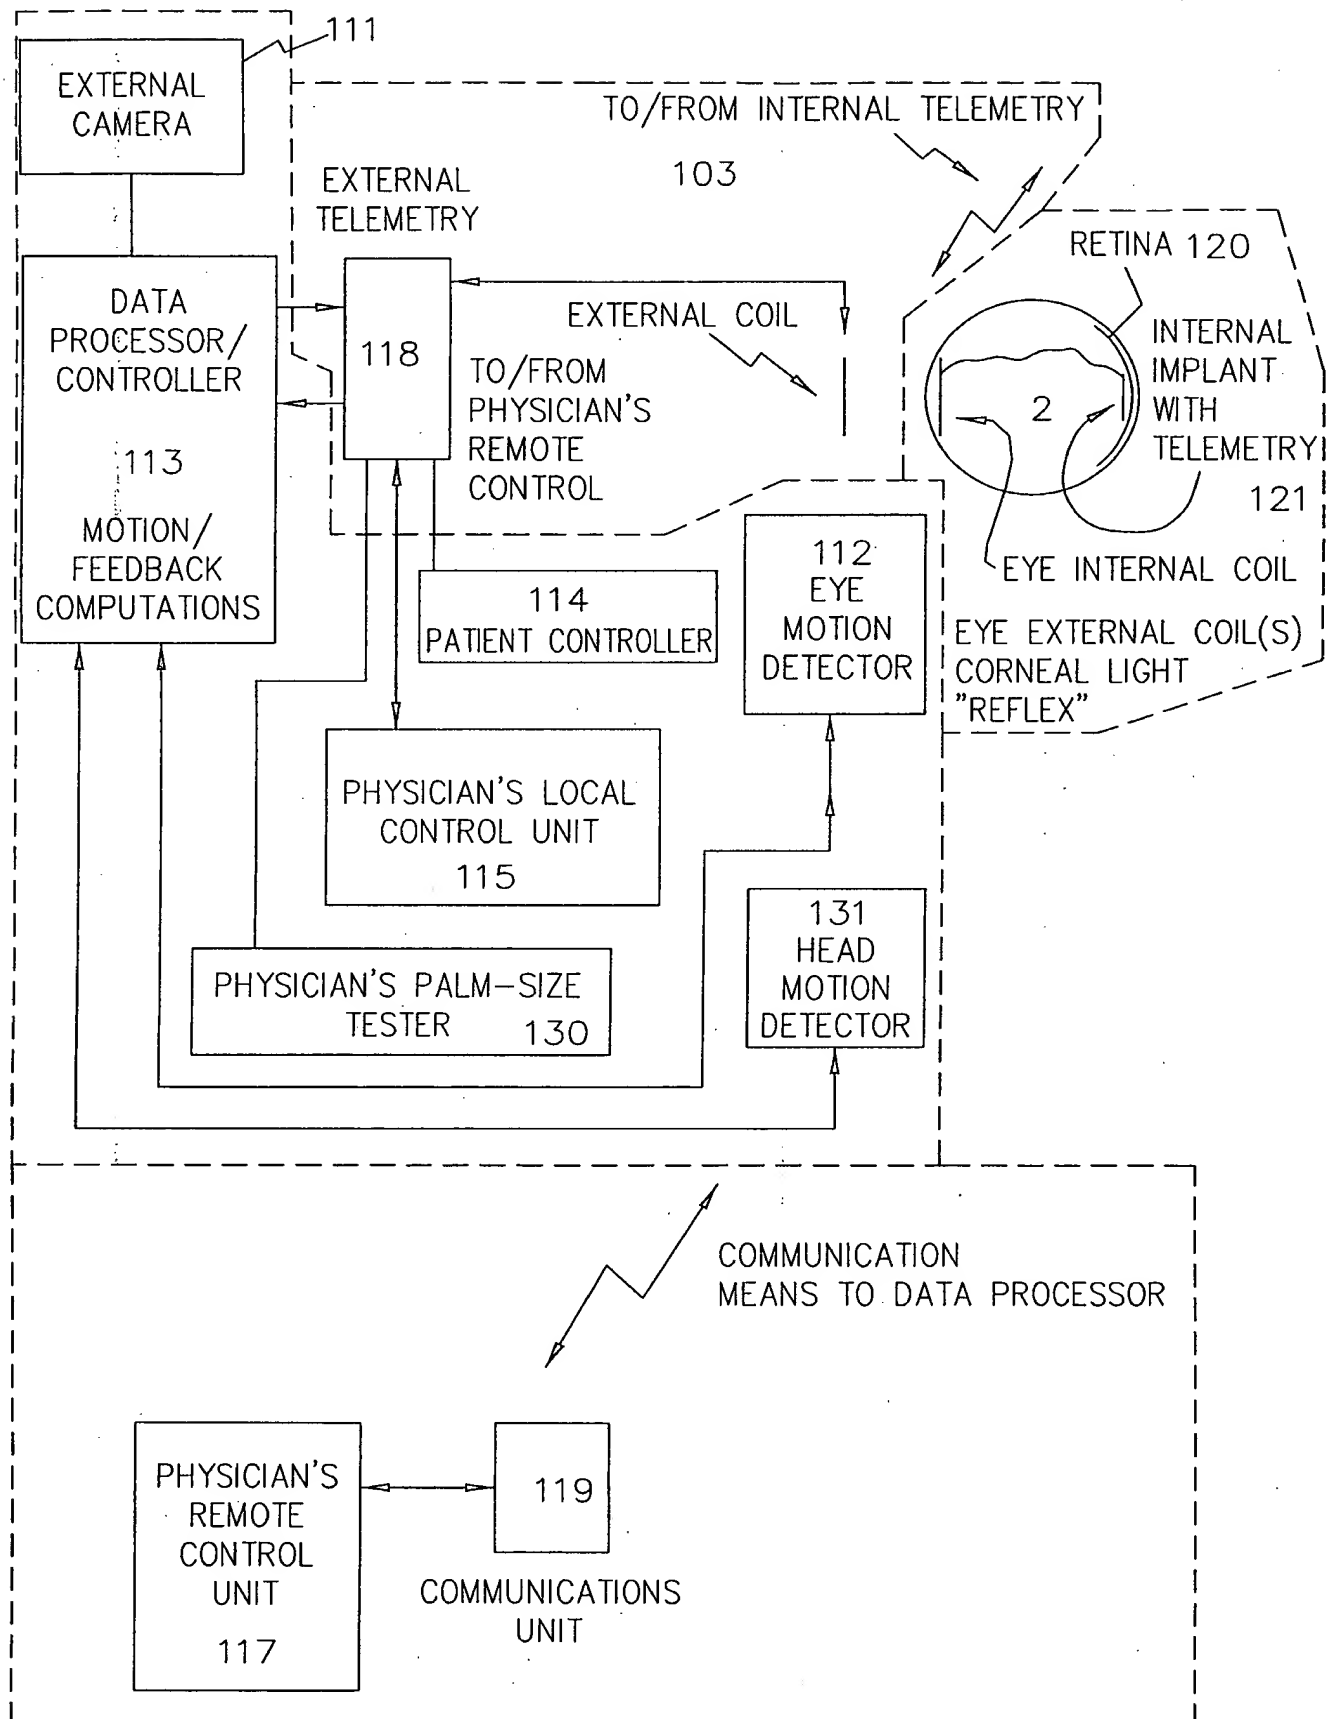 111
EXTERNAL
CAMERA
TO/FROM INTERNAL TELEMETRY
103
EXTERNAL
TELEMETRY
RETINA 120
DATA
PROCESSOR/
CONTROLLER
113
MOTION/
FEEDBACK
COMPUTATIONS
118
EXTERNAL COIL
TO/FROM
PHYSICIAN'S
REMOTE
CONTROL
2
INTERNAL
IMPLANT
WITH
TELEMETRY
121
EYE INTERNAL COIL
EYE EXTERNAL COIL(S)
CORNEAL LIGHT
"REFLEX"
112
EYE
MOTION
DETECTOR
114
PATIENT CONTROLLER
PHYSICIAN'S LOCAL
CONTROL UNIT
115
131
HEAD
MOTION
DETECTOR
PHYSICIAN'S PALM-SIZE
TESTER 130
COMMUNICATION
MEANS TO DATA PROCESSOR
PHYSICIAN'S
REMOTE
CONTROL
UNIT
117
119
COMMUNICATIONS
UNIT